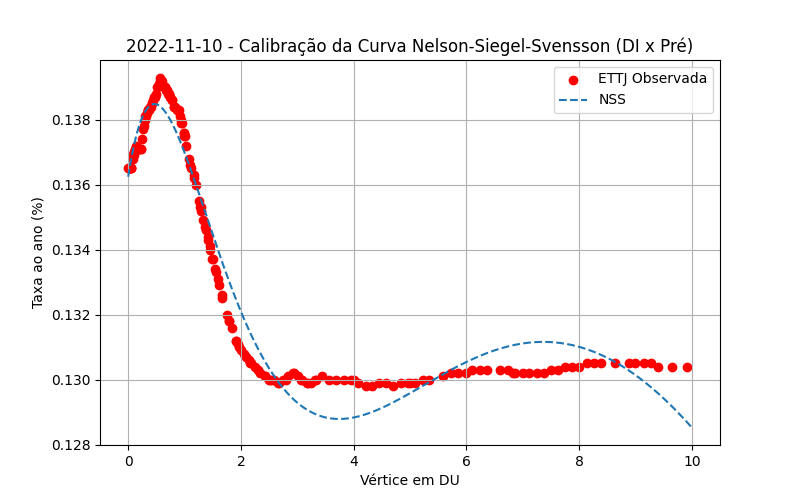 2022-11-10 - Calibração da Curva Nelson-Siegel-Svensson (DI x Pré)
ETTJ Observada
NSS
Taxa ao ano (%)
0.138
0.136
0.134
0.132
0.130
0.128
0
2
4
6
8
10
Vértice em DU